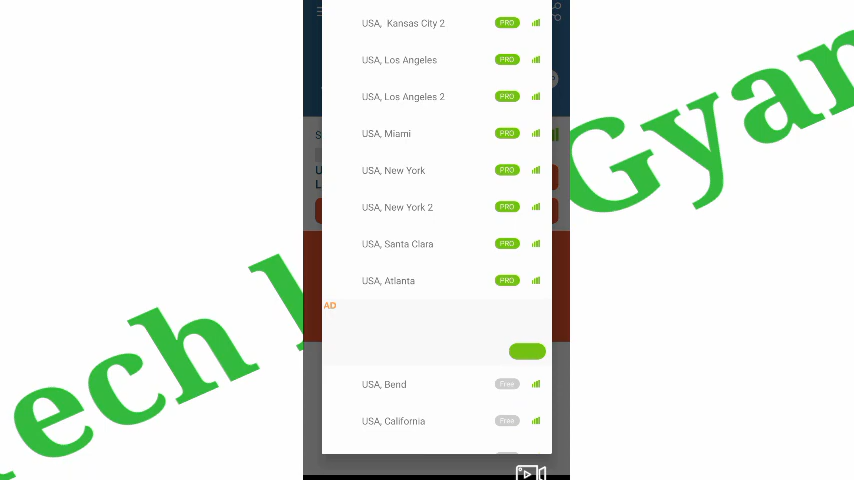 USA, Kansas City 2 PRO
USA, Los Angeles PRO
USA, Los Angeles 2 PRO
USA, Miami PRO
USA, New York PRO
USA, New York 2 PRO
USA, Santa Clara PRO
USA, Atlanta PRO
AD
USA, Bend Free
USA, California Free
Gyan